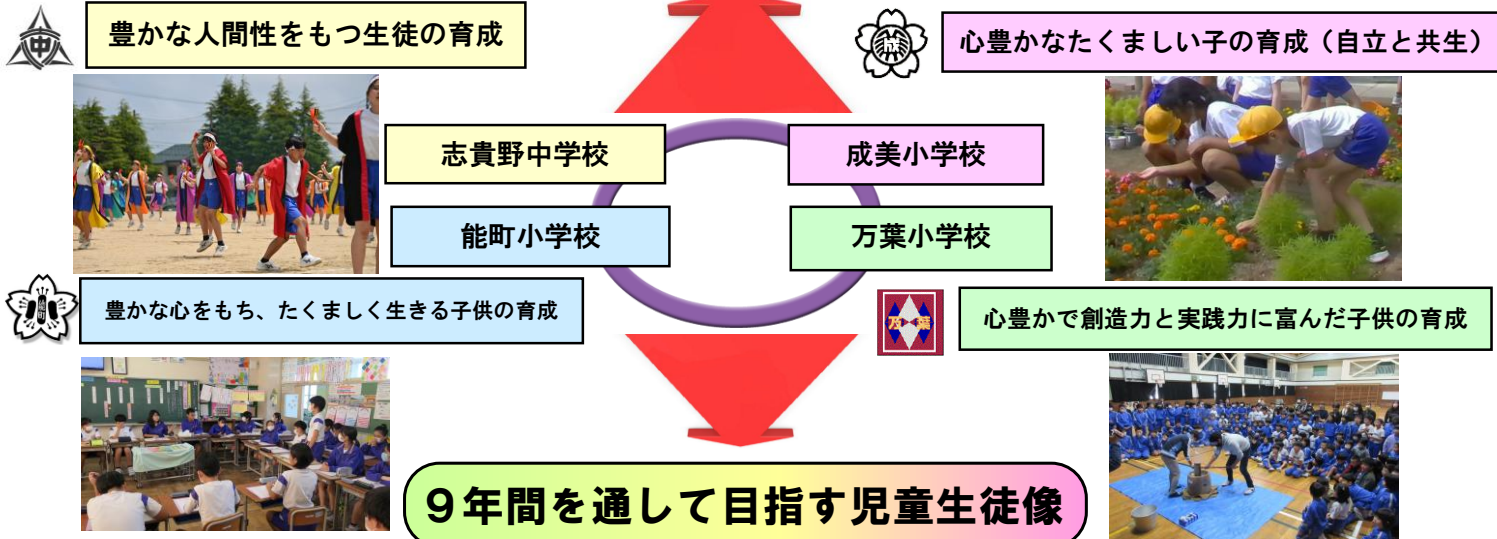 中
豊かな人間性をもつ生徒の育成
成
心豊かなたくましい子の育成（自立と共生）
志貴野中学校
成美小学校
能町小学校
万葉小学校
豊かな心をもち、たくましく生きる子供の育成
万葉
心豊かで創造力と実践力に富んだ子供の育成
９年間を通して目指す児童生徒像